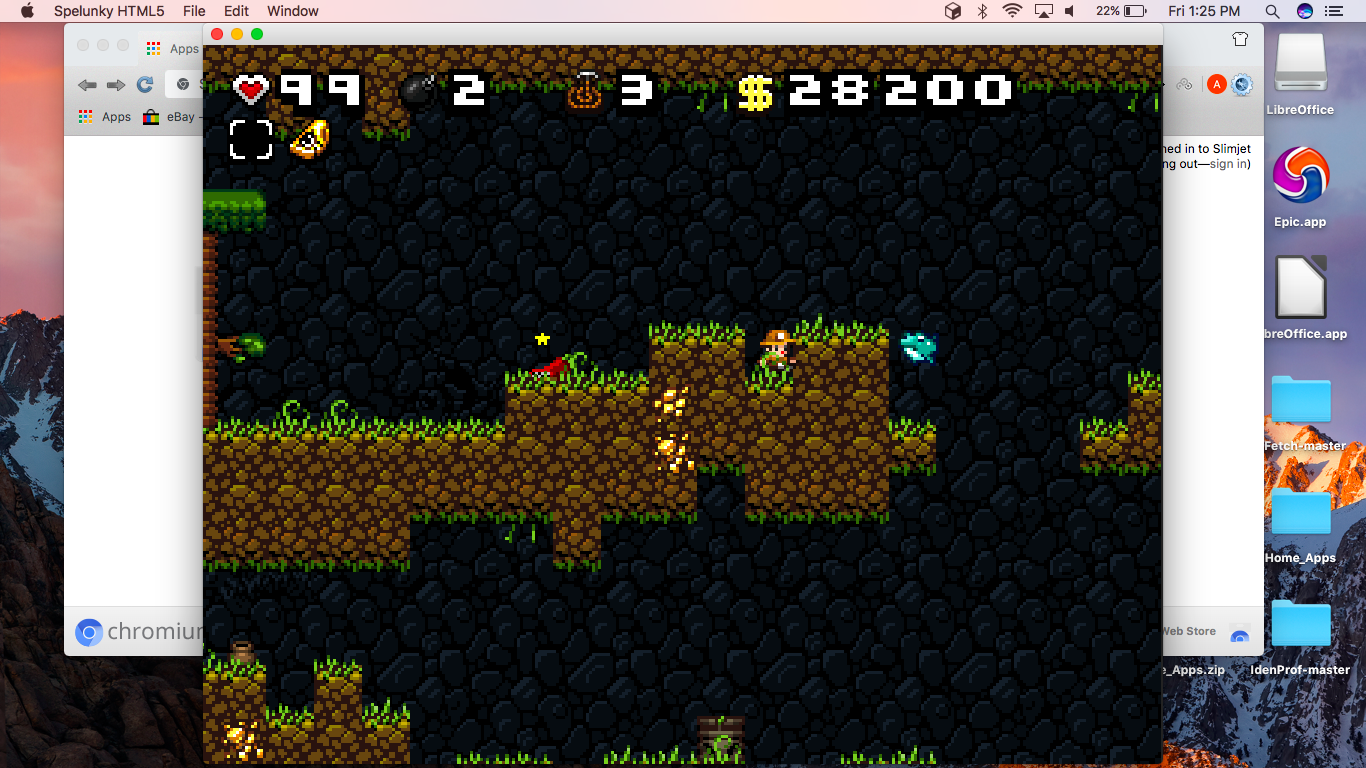 Spelunky HTML5 File Edit Window 22% Fri 1:25 PM
Apps
99 2 3 $28200
A
Apps eBay
LibreOffice
ned in to Slimjet
ng out—sign in)
Epic.app
breOffice.app
Fetch-master
Home_Apps
chromiur
Web Store
e_Apps.zip IdenProf-master